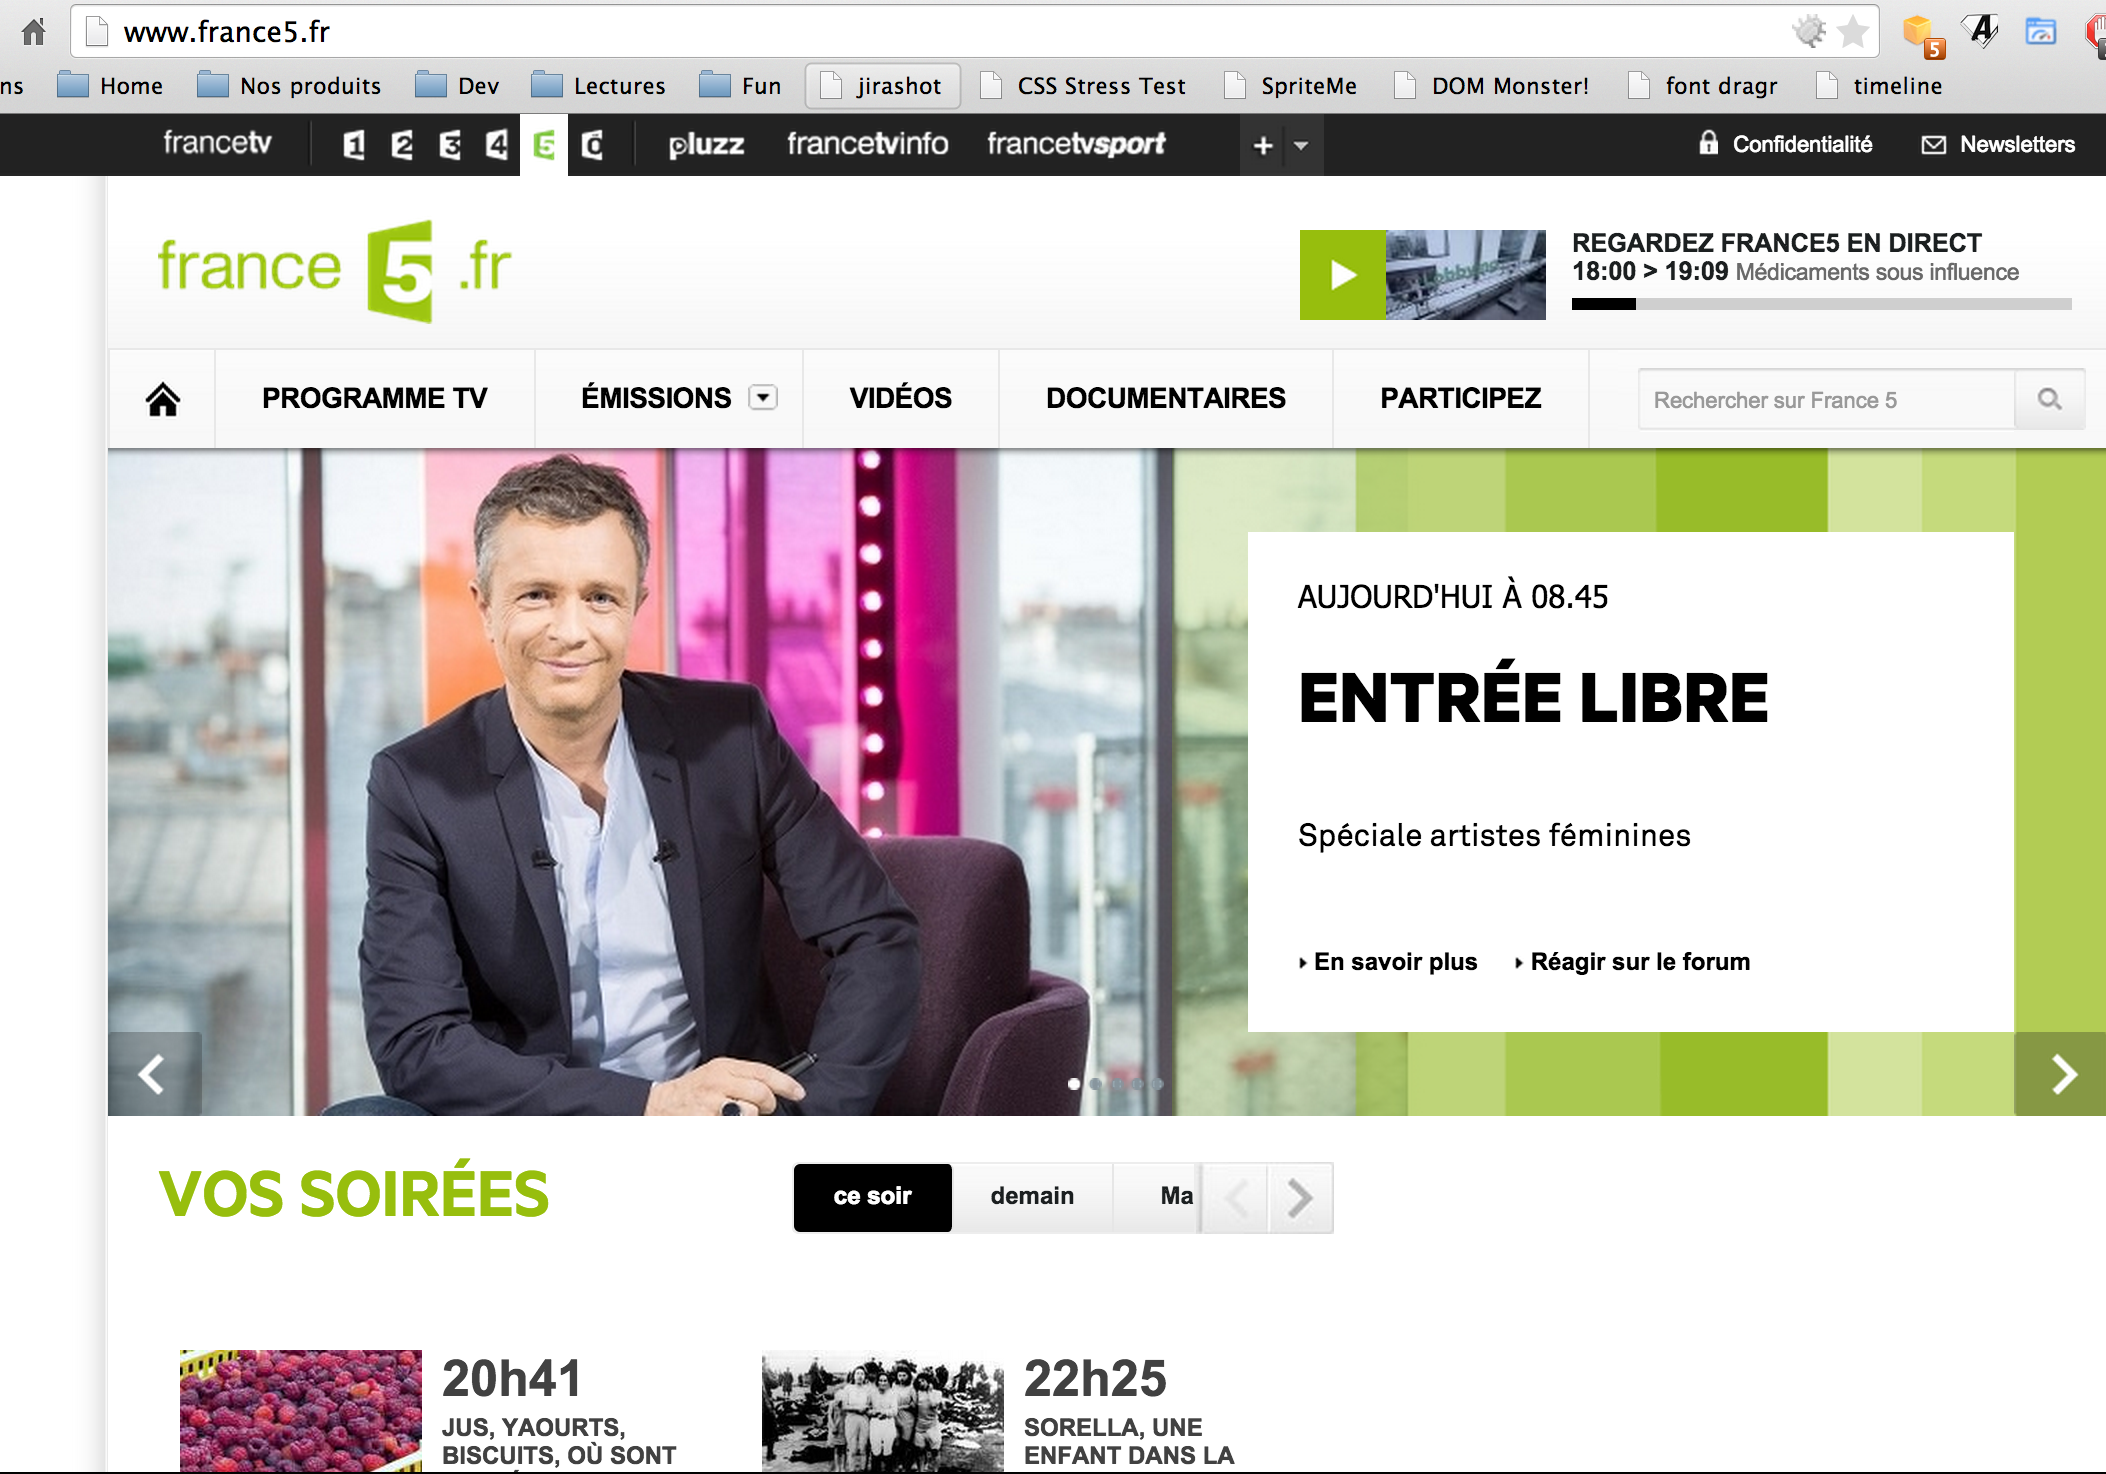 www.france5.fr
5
ns Home Nos produits Dev Lectures Fun jirashot CSS Stress Test SpriteMe DOM Monster! font dragr timeline
francetv 1 2 3 4 5 ô pluzz francetvinfo francetvsport + Confidentialité Newsletters
france 5 .fr
REGARDEZ FRANCE5 EN DIRECT
18:00 > 19:09 Médicaments sous influence
PROGRAMME TV ÉMISSIONS VIDÉOS DOCUMENTAIRES PARTICIPEZ Rechercher sur France 5
AUJOURD'HUI À 08.45
ENTRÉE LIBRE
Spéciale artistes féminines
En savoir plus Réagir sur le forum
VOS SOIRÉES
ce soir demain Ma
20h41
JUS, YAOURTS,
BISCUITS, OÙ SONT
22h25
SORELLA, UNE
ENFANT DANS LA